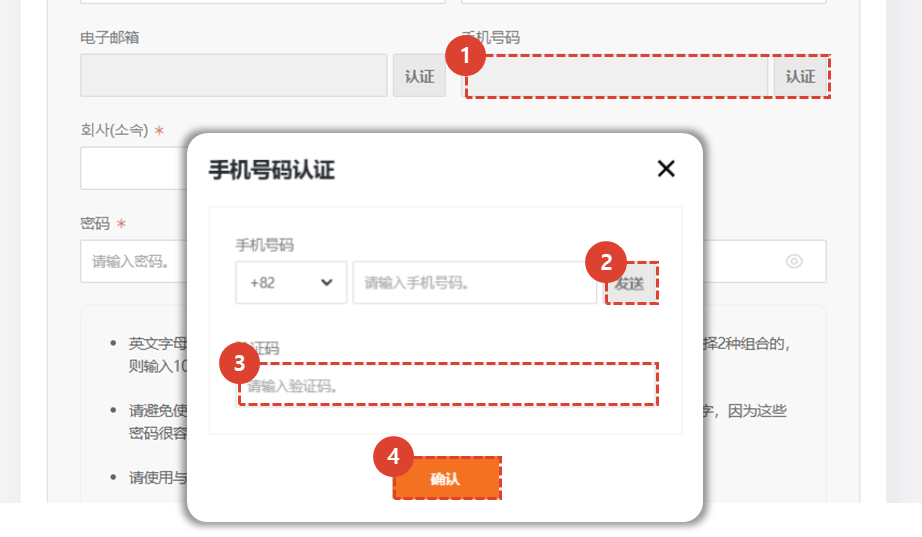 电子邮箱
手机号码
认证
1
认证
회사(소속) *
手机号码认证
密码 *
手机号码
请输入密码。
+82
请输入手机号码。
2
发送
英文字母
择2种组合的，
则输入10
验证码
3
请输入验证码。
请避免使
字，因为这些
密码很容
4
确认
请使用与